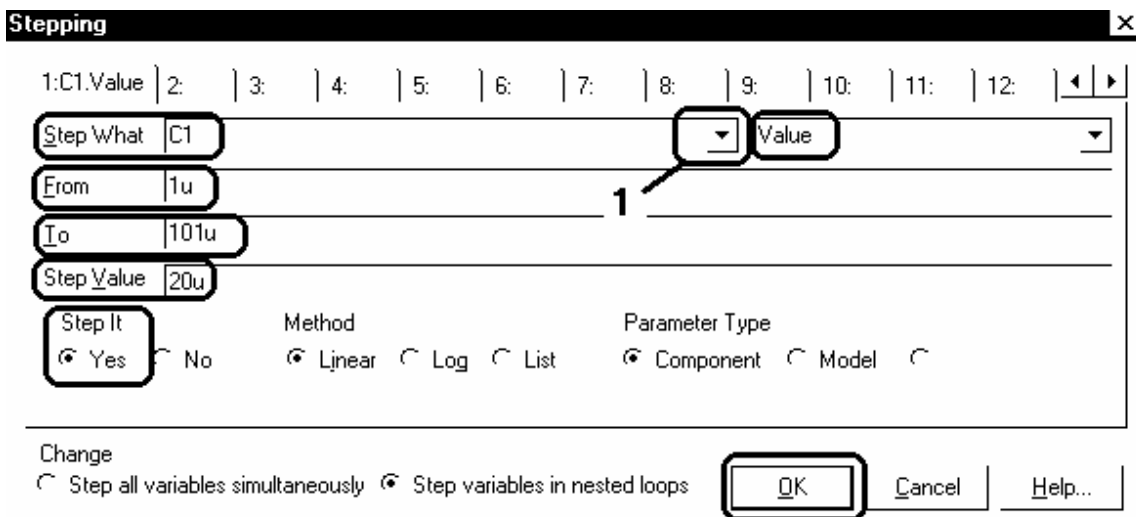 Stepping
1:C1.Value 2: 3: 4: 5: 6: 7: 8: 9: 10: 11: 12:
Step What C1 Value
From 1u
1
To 101u
Step Value 20u
Step It Method Parameter Type
Yes No Linear Log List Component Model
Change
Step all variables simultaneously Step variables in nested loops OK Cancel Help...